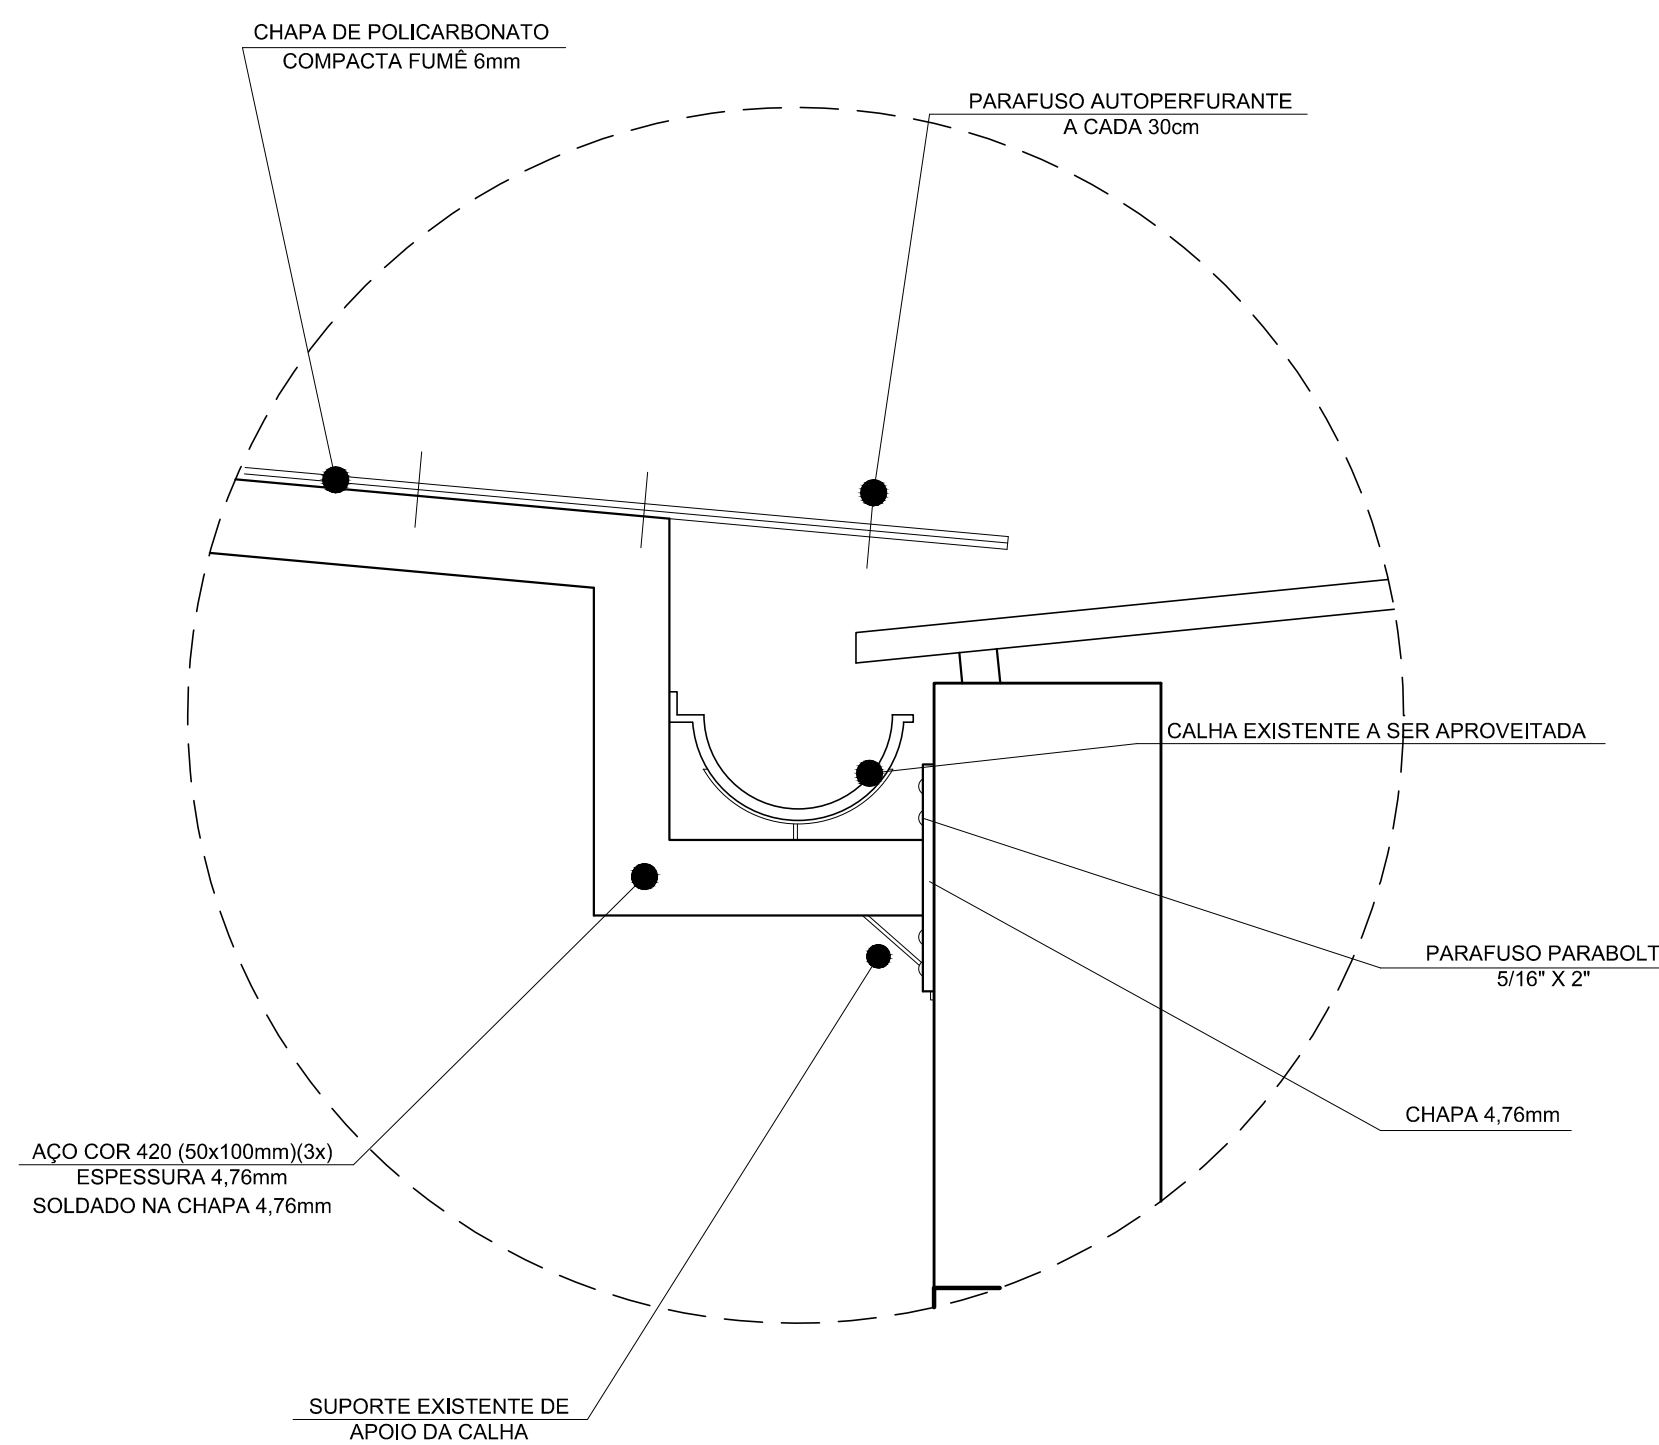 CHAPA DE POLICARBONATO
COMPACTA FUMÊ 6mm
PARAFUSO AUTOPERFURANTE
A CADA 30cm
CALHA EXISTENTE A SER APROVEITADA
PARAFUSO PARABOLT
5/16" X 2"
CHAPA 4,76mm
AÇO COR 420 (50x100mm)(3x)
ESPESSURA 4,76mm
SOLDADO NA CHAPA 4,76mm
SUPORTE EXISTENTE DE
APOIO DA CALHA